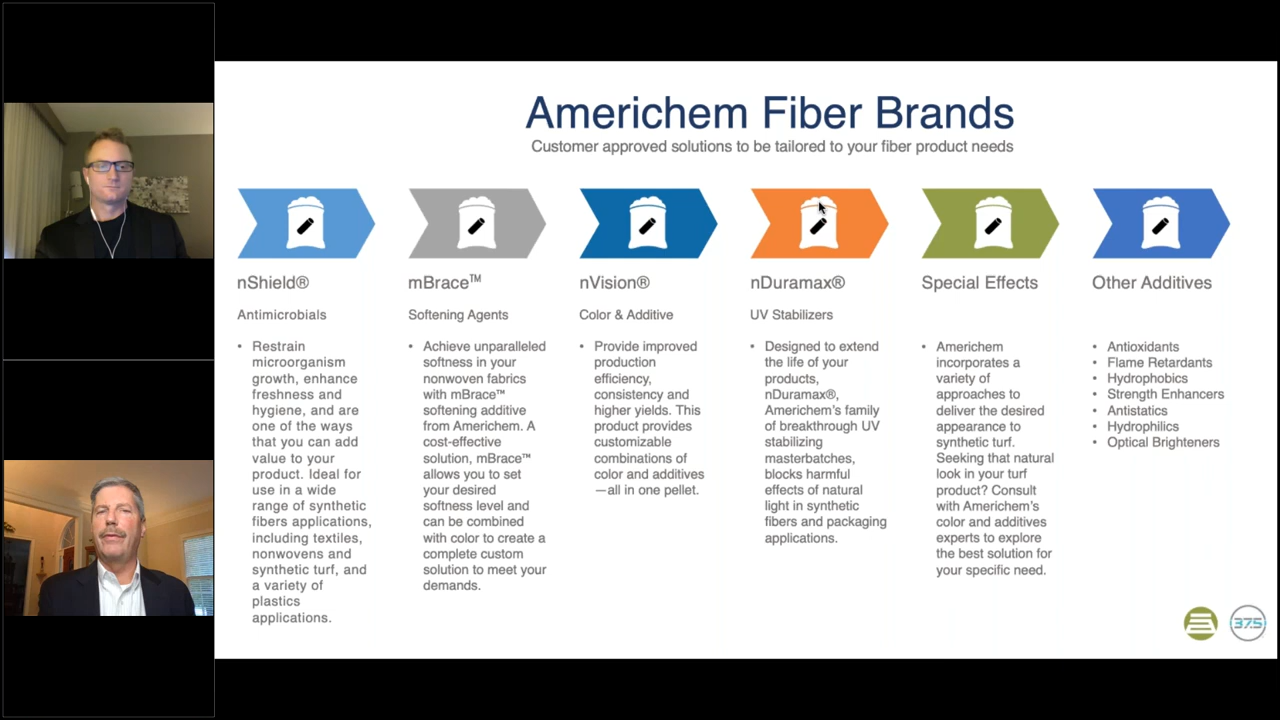 Americhem Fiber Brands
Customer approved solutions to be tailored to your fiber product needs
nShield®
Antimicrobials
• Restrain
microorganism
growth, enhance
freshness and
hygiene, and are
one of the ways
that you can add
value to your
product. Ideal for
use in a wide
range of synthetic
fibers applications,
including textiles,
nonwovens and
synthetic turf, and
a variety of
plastics
applications.
mBrace™
Softening Agents
• Achieve unparalleled
softness in your
nonwoven fabrics
with mBrace™
softening additive
from Americhem. A
cost-effective
solution, mBrace™
allows you to set
your desired
softness level and
can be combined
with color to create a
complete custom
solution to meet your
demands.
nVision®
Color & Additive
• Provide improved
production
efficiency,
consistency and
higher yields. This
product provides
customizable
combinations of
color and additives
—all in one pellet.
nDuramax®
UV Stabilizers
• Designed to extend
the life of your
products,
nDuramax®,
Americhem's family
of breakthrough UV
stabilizing
masterbatches,
blocks harmful
effects of natural
light in synthetic
fibers and packaging
applications.
Special Effects
• Americhem
incorporates a
variety of
approaches to
deliver the desired
appearance to
synthetic turf.
Seeking that natural
look in your turf
product? Consult
with Americhem's
color and additives
experts to explore
the best solution for
your specific need.
Other Additives
• Antioxidants
• Flame Retardants
• Hydrophobics
• Strength Enhancers
• Antistatics
• Hydrophilics
• Optical Brighteners
37.5